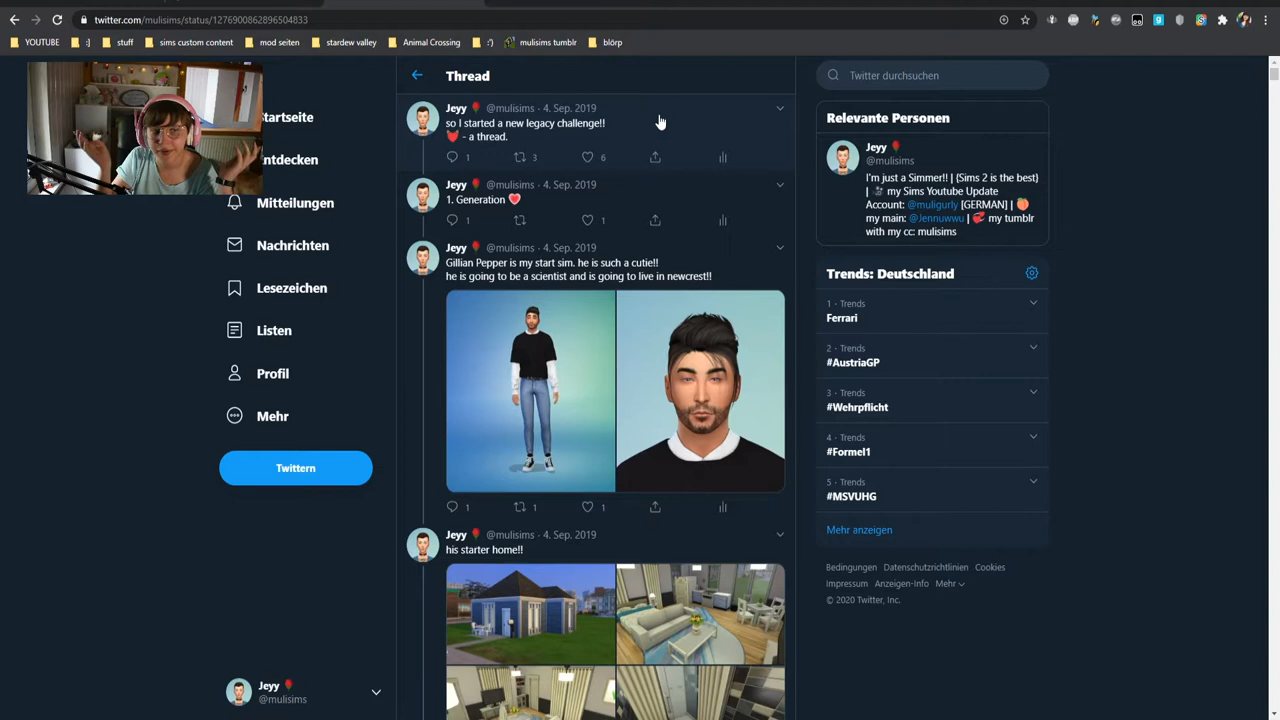 twitter.com/mulisims/status/1276900862896504833
YOUTUBE :) stuff sims custom content mod seiten stardew valley Animal Crossing :') mulisims tumblr blörp
Startseite
Entdecken
Mitteilungen
Nachrichten
Lesezeichen
Listen
Profil
Mehr
Twittern
Jeyy
@mulisims
Thread
Jeyy @mulisims · 4. Sep. 2019
so I started a new legacy challenge!!
- a thread.
1 3 6
Jeyy @mulisims · 4. Sep. 2019
1. Generation
1 1
Jeyy @mulisims · 4. Sep. 2019
Gillian Pepper is my start sim. he is such a cutie!!
he is going to be a scientist and is going to live in newcrest!!
1 1 1
Jeyy @mulisims · 4. Sep. 2019
his starter home!!
Twitter durchsuchen
Relevante Personen
Jeyy
@mulisims
I'm just a Simmer!! | {Sims 2 is the best}
| my Sims Youtube Update
Account: @muligurly [GERMAN] |
my main: @Jennuwwu | my tumblr
with my cc: mulisims
Trends: Deutschland
1 · Trends
Ferrari
2 · Trends
#AustriaGP
3 · Trends
#Wehrpflicht
4 · Trends
#Formel1
5 · Trends
#MSVUHG
Mehr anzeigen
Bedingungen Datenschutzrichtlinien Cookies
Impressum Anzeigen-Info Mehr
© 2020 Twitter, Inc.